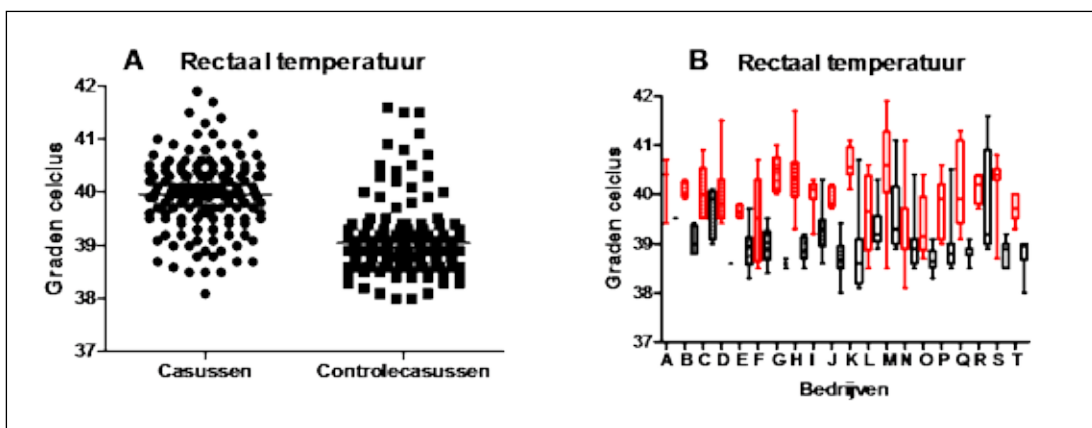 A Rectaal temperatuur
42
41
40
39
38
37
Graden celcius
Casussen Controlecasussen
B Rectaal temperatuur
42
41
40
39
38
37
Graden celcius
A B C D E F G H I J K L M N O P Q R S T
Bedrijven